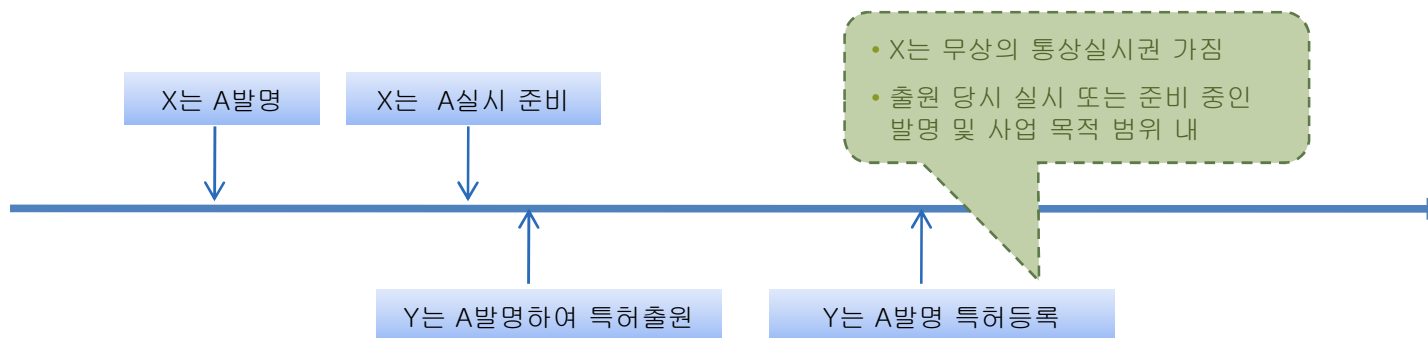 • X는 무상의 통상실시권 가짐
• 출원 당시 실시 또는 준비 중인
발명 및 사업 목적 범위 내
X는 A발명
X는 A실시 준비
Y는 A발명하여 특허출원
Y는 A발명 특허등록